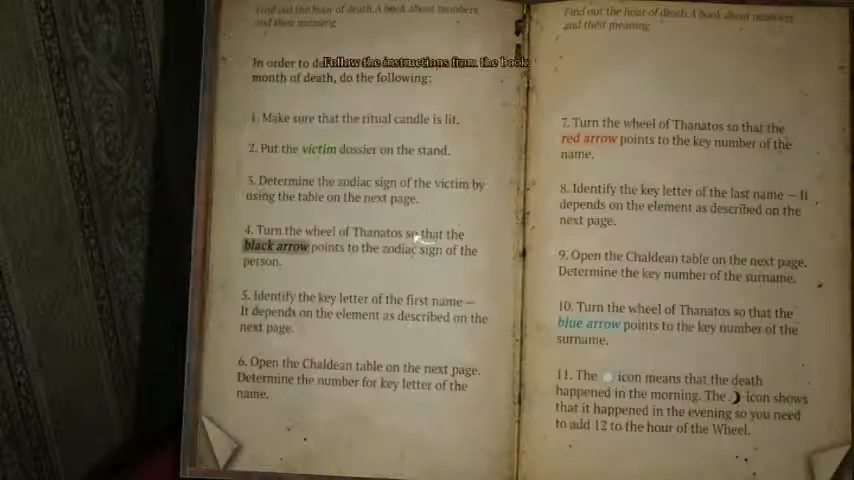 Find out the hour of death. A book about numbers
and their meaning
In order to de
Follow the instructions from the book
month of death, do the following:
1. Make sure that the ritual candle is lit.
2. Put the victim dossier on the stand.
3. Determine the zodiac sign of the victim by
using the table on the next page.
4. Turn the wheel of Thanatos so that the
black arrow points to the zodiac sign of the
person.
5. Identify the key letter of the first name —
It depends on the element as described on the
next page.
6. Open the Chaldean table on the next page.
Determine the number for key letter of the
name.
Find out the hour of death. A book about numbers
and their meaning
7. Turn the wheel of Thanatos so that the
red arrow points to the key number of the
name.
8. Identify the key letter of the last name — It
depends on the element as described on the
next page.
9. Open the Chaldean table on the next page.
Determine the key number of the surname.
10. Turn the wheel of Thanatos so that the
blue arrow points to the key number of the
surname.
11. The icon means that the death
happened in the morning. The icon shows
that it happened in the evening so you need
to add 12 to the hour of the Wheel.